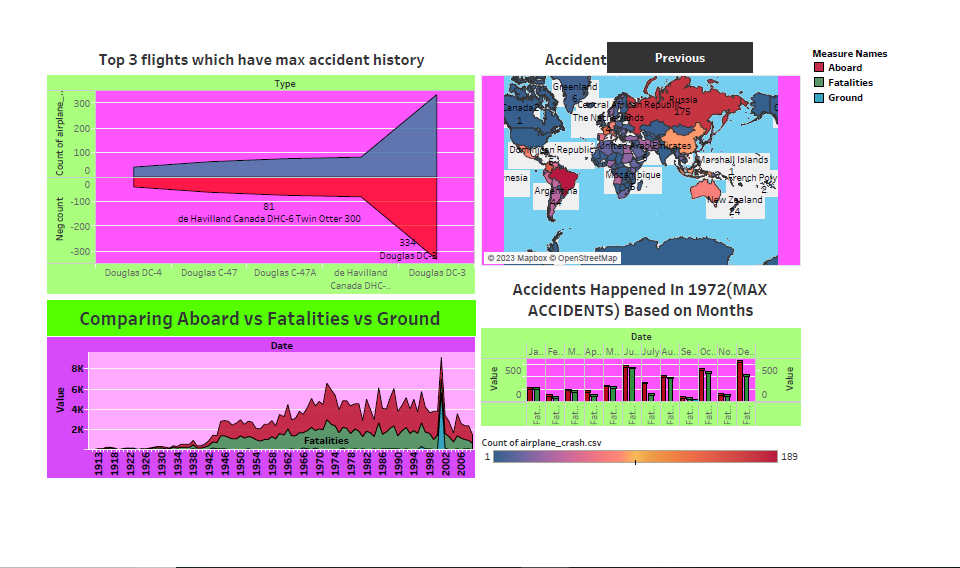 Top 3 flights which have max accident history
Type
Count of airplane_..
300
200
100
0
Neg count
0
-100
-200
-300
81
de Havilland Canada DHC-6 Twin Otter 300
334
Douglas DC-3
Douglas DC-4
Douglas C-47
Douglas C-47A
de Havilland
Canada DHC-..
Douglas DC-3
Accident
Previous
Greenland
6
Canada
1
Central African Republic
Russia
175
The Netherlands
Dominican Republic
United Arab Emirates
Marshall Islands
1
nesia
Mozambique
French Poly
2
Argentina
44
New Zealand
24
© 2023 Mapbox © OpenStreetMap
Measure Names
Aboard
Fatalities
Ground
Comparing Aboard vs Fatalities vs Ground
Date
Value
8K
6K
4K
2K
Fatalities
1913
1918
1922
1926
1930
1934
1938
1942
1946
1950
1954
1958
1962
1966
1970
1974
1978
1982
1986
1990
1994
1998
2002
2006
Accidents Happened In 1972(MAX
ACCIDENTS) Based on Months
Date
Ja.. Fe.. M.. Ap.. M.. Ju.. July Au.. Se.. Oc.. No.. De..
Value
500
0
500
0
Value
Fat.. Fat.. Fat.. Fat.. Fat.. Fat.. Fat.. Fat.. Fat.. Fat.. Fat.. Fat..
Count of airplane_crash.csv
1
189